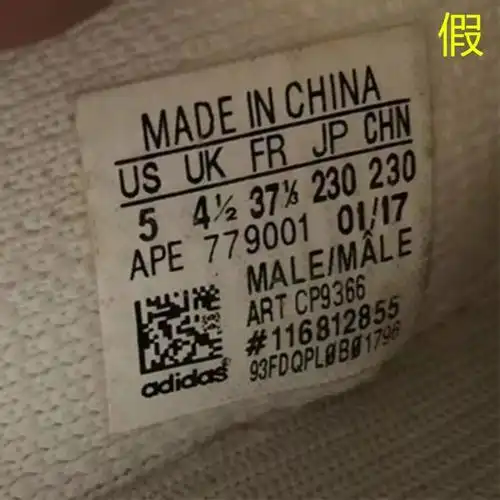 假
MADE IN CHINA
US UK FR JP CHN
5 4½ 37⅓ 230 230
APE 779001 01/17
MALE/MÂLE
ART CP9366
#116812855
93FDQPL0B01796
adidas